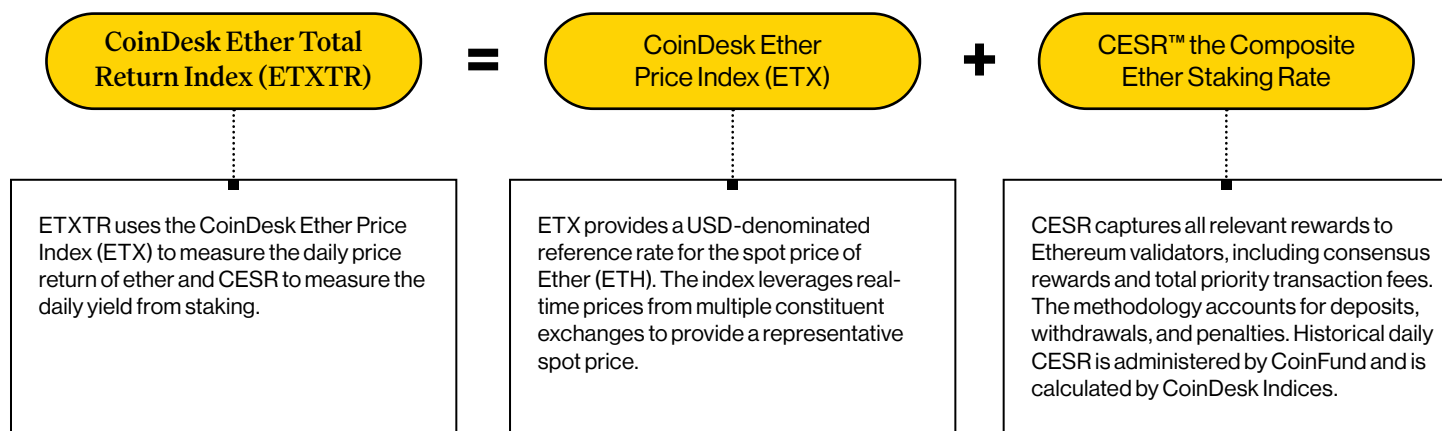 CoinDesk Ether Total
Return Index (ETXTR)
=
CoinDesk Ether
Price Index (ETX)
+
CESR™ the Composite
Ether Staking Rate
ETXTR uses the CoinDesk Ether Price
Index (ETX) to measure the daily price
return of ether and CESR to measure the
daily yield from staking.
ETX provides a USD-denominated
reference rate for the spot price of
Ether (ETH). The index leverages real-
time prices from multiple constituent
exchanges to provide a representative
spot price.
CESR captures all relevant rewards to
Ethereum validators, including consensus
rewards and total priority transaction fees.
The methodology accounts for deposits,
withdrawals, and penalties. Historical daily
CESR is administered by CoinFund and is
calculated by CoinDesk Indices.